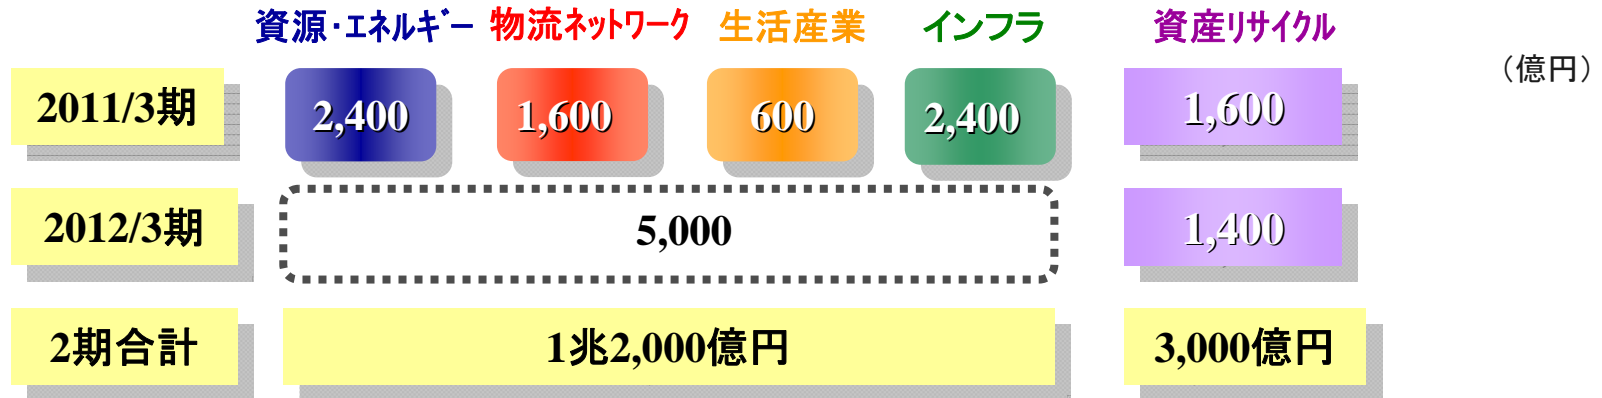 資源・エネルギー 物流ネットワーク 生活産業 インフラ 資産リサイクル
（億円）
2011/3期 2,400 1,600 600 2,400 1,600
2012/3期 5,000 1,400
2期合計 1兆2,000億円 3,000億円